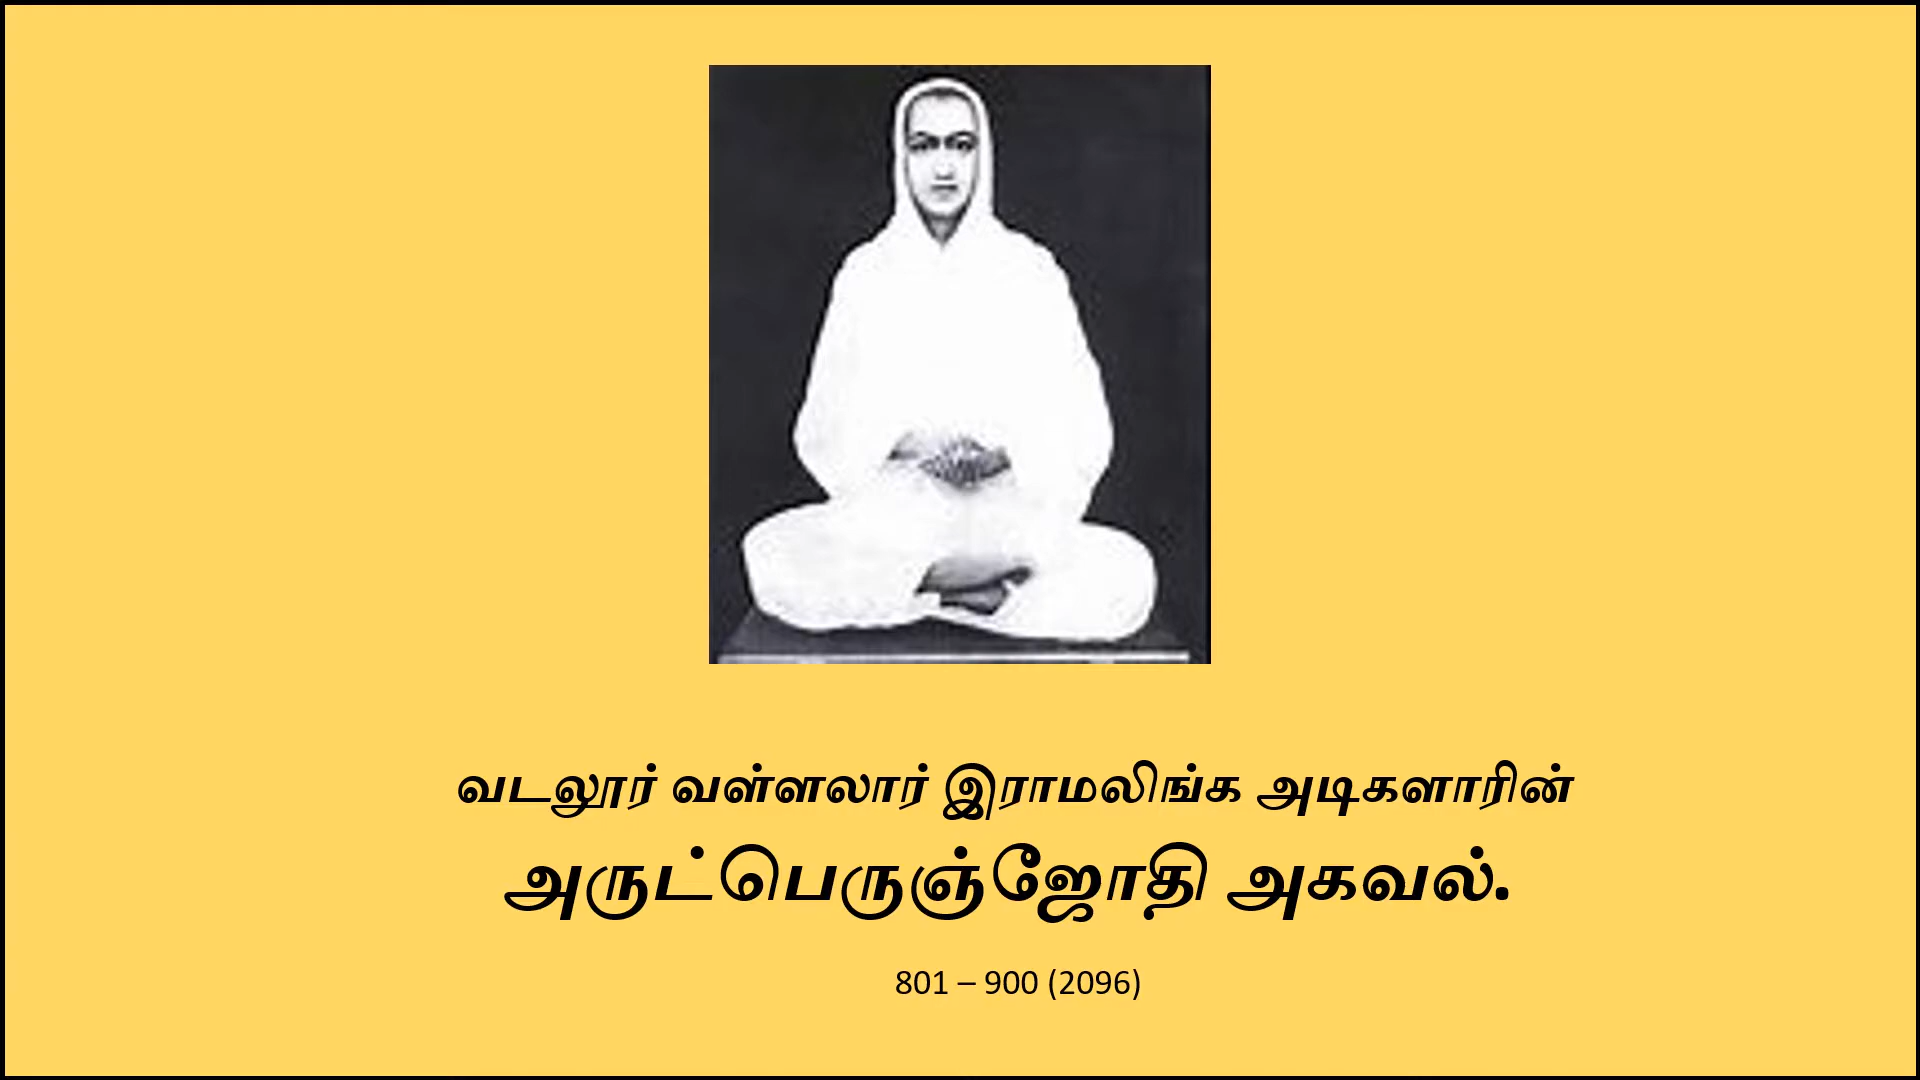 வடலூர் வள்ளலார் இராமலிங்க அடிகளாரின்
அருட்பெருஞ்ஜோதி அகவல்.
801 – 900 (2096)